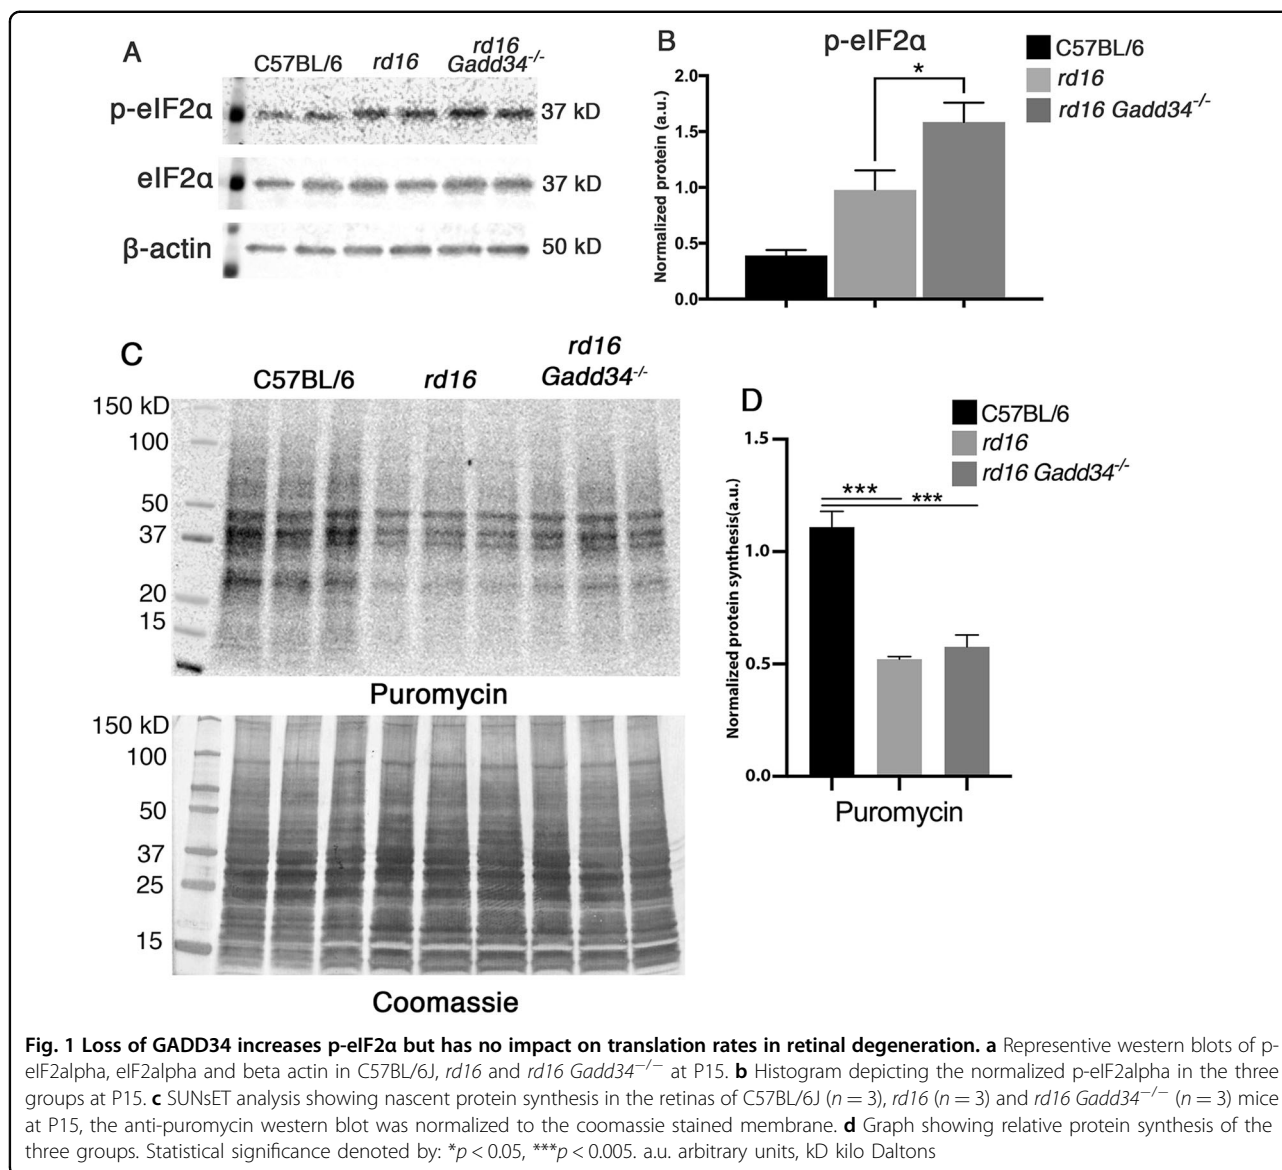 A
C57BL/6
rd16
rd16
Gadd34-/-
p-eIF2α
37 kD
eIF2α
37 kD
β-actin
50 kD
B
p-eIF2α
C57BL/6
rd16
rd16 Gadd34-/-
Normalized protein (a.u.)
2.0
1.5
1.0
0.5
0.0
*
C
C57BL/6
rd16
rd16
Gadd34-/-
150 kD
100
50
37
20
15
Puromycin
150 kD
100
50
37
25
15
Coomassie
D
C57BL/6
rd16
rd16 Gadd34-/-
Normalized protein synthesis(a.u.)
1.5
1.0
0.5
0.0
***
***
Puromycin
Fig. 1 Loss of GADD34 increases p-eIF2α but has no impact on translation rates in retinal degeneration. a Representive western blots of p-
eIF2alpha, eIF2alpha and beta actin in C57BL/6J, rd16 and rd16 Gadd34−/− at P15. b Histogram depicting the normalized p-eIF2alpha in the three
groups at P15. c SUNsET analysis showing nascent protein synthesis in the retinas of C57BL/6J (n = 3), rd16 (n = 3) and rd16 Gadd34−/− (n = 3) mice
at P15, the anti-puromycin western blot was normalized to the coomassie stained membrane. d Graph showing relative protein synthesis of the
three groups. Statistical significance denoted by: *p < 0.05, ***p < 0.005. a.u. arbitrary units, kD kilo Daltons